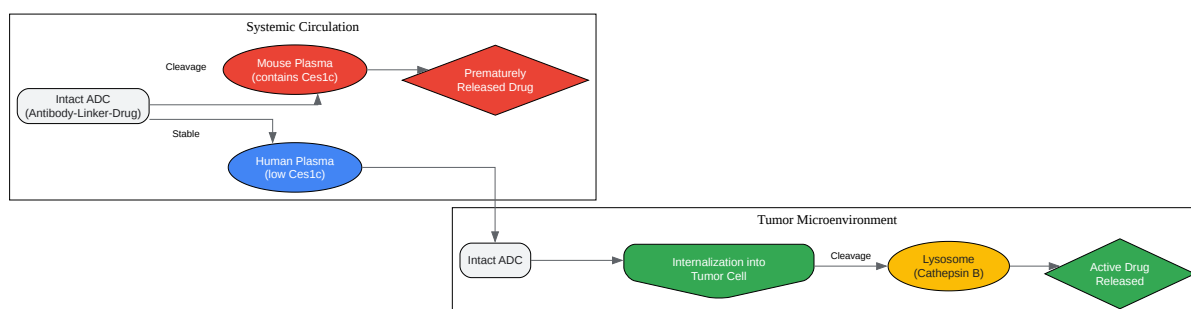 Systemic Circulation
Cleavage
Mouse Plasma
(contains Ces1c)
Prematurely
Released Drug
Intact ADC
(Antibody-Linker-Drug)
Stable
Human Plasma
(low Ces1c)
Tumor Microenvironment
Intact ADC
Internalization into
Tumor Cell
Cleavage
Lysosome
(Cathepsin B)
Active Drug
Released